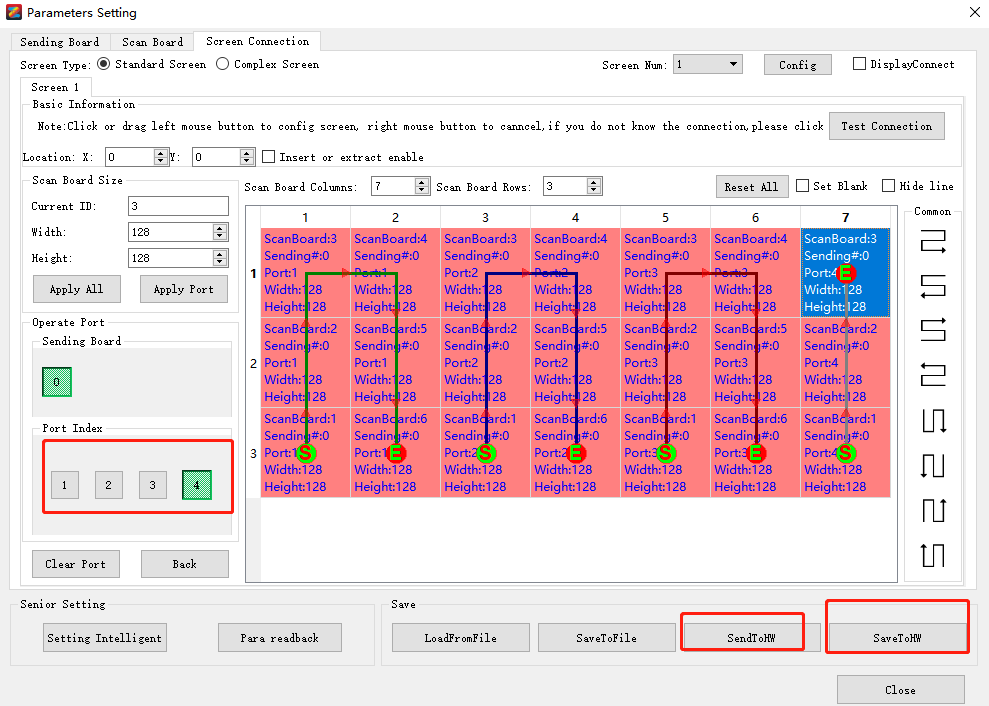 Parameters Setting
Sending Board Scan Board Screen Connection
Screen Type: Standard Screen Complex Screen Screen Num: 1 Config DisplayConnect
Screen 1
Basic Information
Note:Click or drag left mouse button to config screen, right mouse button to canncel,if you do not know the connection,please click Test Connection
Location: X: 0 Y: 0 Insert or extract enable
Scan Board Size
Current ID: 3
Width: 128
Height: 128
Apply All Apply Port
Operate Port
Sending Board
0
Port Index
1 2 3 4
Clear Port Back
Scan Board Columns: 7 Scan Board Rows: 3 Reset All Set Blank Hide line
1 2 3 4 5 6 7
ScanBoard:3 ScanBoard:4 ScanBoard:3 ScanBoard:4 ScanBoard:3 ScanBoard:4 ScanBoard:3
Sending#:0 Sending#:0 Sending#:0 Sending#:0 Sending#:0 Sending#:0 Sending#:0
1 Port:1 Port:1 Port:2 Port:2 Port:3 Port:3 Port:4 E
Width:128 Width:128 Width:128 Width:128 Width:128 Width:128 Width:128
Height:128 Height:128 Height:128 Height:128 Height:128 Height:128 Height:128
ScanBoard:2 ScanBoard:5 ScanBoard:2 ScanBoard:5 ScanBoard:2 ScanBoard:5 ScanBoard:2
Sending#:0 Sending#:0 Sending#:0 Sending#:0 Sending#:0 Sending#:0 Sending#:0
2 Port:1 Port:1 Port:2 Port:2 Port:3 Port:3 Port:4
Width:128 Width:128 Width:128 Width:128 Width:128 Width:128 Width:128
Height:128 Height:128 Height:128 Height:128 Height:128 Height:128 Height:128
ScanBoard:1 ScanBoard:6 ScanBoard:1 ScanBoard:6 ScanBoard:1 ScanBoard:6 ScanBoard:1
Sending#:0 Sending#:0 Sending#:0 Sending#:0 Sending#:0 Sending#:0 Sending#:0
3 Port:1 S Port:1 E Port:2 S Port:2 E Port:3 S Port:3 E Port:4 S
Width:128 Width:128 Width:128 Width:128 Width:128 Width:128 Width:128
Height:128 Height:128 Height:128 Height:128 Height:128 Height:128 Height:128
Common
Senior Setting
Setting Intelligent Para readback
Save
LoadFromFile SaveToFile SendToHW SaveToHW
Close